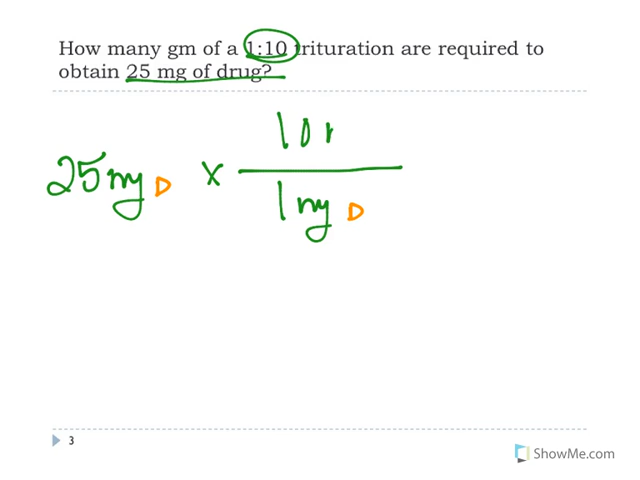 How many gm of a 1:10 trituration are required to
obtain 25 mg of drug?
10
25 mg D x
1 mg D
3
ShowMe.com